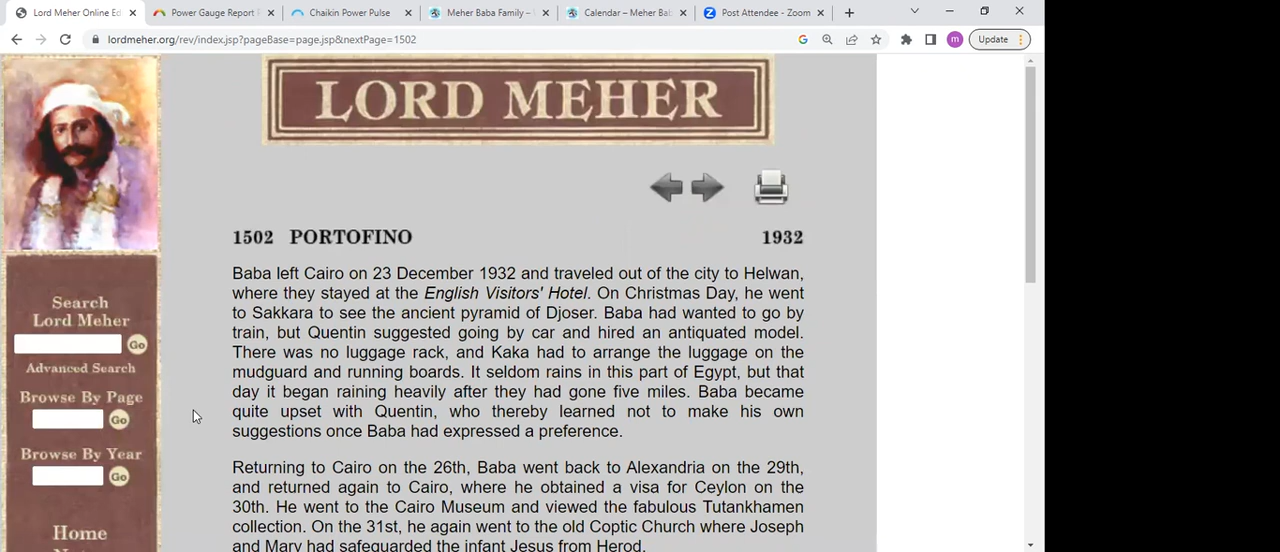 Lord Meher Online Ed
Power Gauge Report
Chaikin Power Pulse
Meher Baba Family –
Calendar – Meher Bab
Post Attendee - Zoom
lordmeher.org/rev/index.jsp?pageBase=page.jsp&nextPage=1502
m
Update
LORD MEHER
1502 PORTOFINO 1932
Baba left Cairo on 23 December 1932 and traveled out of the city to Helwan,
where they stayed at the English Visitors' Hotel. On Christmas Day, he went
to Sakkara to see the ancient pyramid of Djoser. Baba had wanted to go by
train, but Quentin suggested going by car and hired an antiquated model.
There was no luggage rack, and Kaka had to arrange the luggage on the
mudguard and running boards. It seldom rains in this part of Egypt, but that
day it began raining heavily after they had gone five miles. Baba became
quite upset with Quentin, who thereby learned not to make his own
suggestions once Baba had expressed a preference.
Returning to Cairo on the 26th, Baba went back to Alexandria on the 29th,
and returned again to Cairo, where he obtained a visa for Ceylon on the
30th. He went to the Cairo Museum and viewed the fabulous Tutankhamen
collection. On the 31st, he again went to the old Coptic Church where Joseph
and Mary had safeguarded the infant Jesus from Herod.
Search
Lord Meher
Go
Advanced Search
Browse By Page
Go
Browse By Year
Go
Home